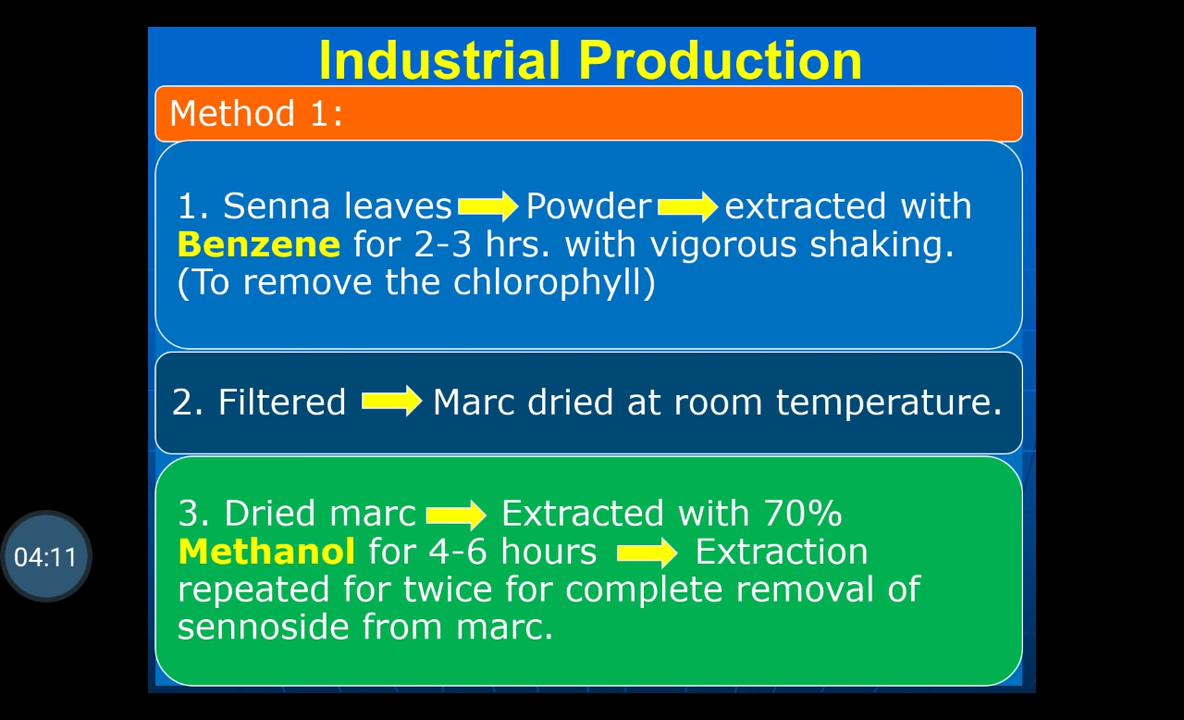 Industrial Production
Method 1:
1. Senna leaves Powder extracted with
Benzene for 2-3 hrs. with vigorous shaking.
(To remove the chlorophyll)
2. Filtered Marc dried at room temperature.
3. Dried marc Extracted with 70%
Methanol for 4-6 hours Extraction
repeated for twice for complete removal of
sennoside from marc.
04:11